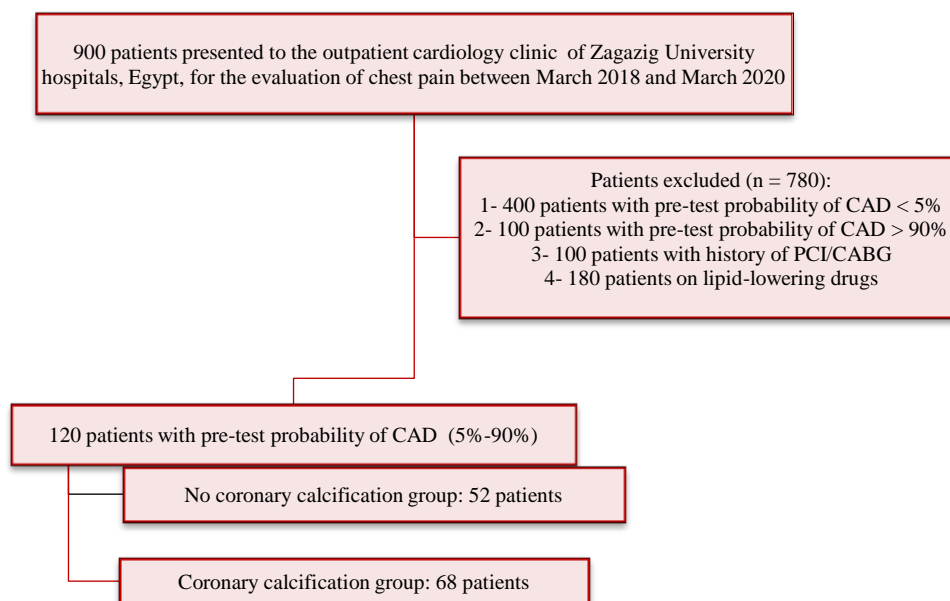 900 patients presented to the outpatient cardiology clinic of Zagazig University
hospitals, Egypt, for the evaluation of chest pain between March 2018 and March 2020
Patients excluded (n = 780):
1- 400 patients with pre-test probability of CAD < 5%
2- 100 patients with pre-test probability of CAD > 90%
3- 100 patients with history of PCI/CABG
4- 180 patients on lipid-lowering drugs
120 patients with pre-test probability of CAD (5%-90%)
No coronary calcification group: 52 patients
Coronary calcification group: 68 patients